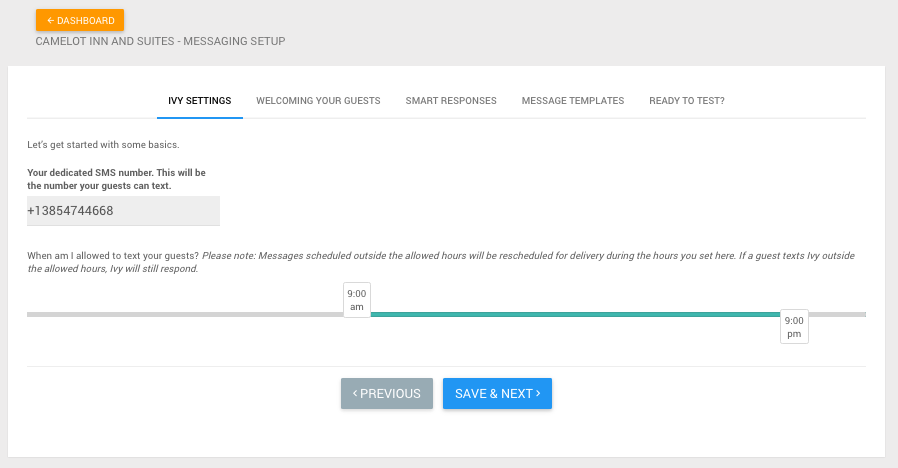 ← DASHBOARD
CAMELOT INN AND SUITES - MESSAGING SETUP
IVY SETTINGS WELCOMING YOUR GUESTS SMART RESPONSES MESSAGE TEMPLATES READY TO TEST?
Let's get started with some basics.
Your dedicated SMS number. This will be
the number your guests can text.
+13854744668
When am I allowed to text your guests? Please note: Messages scheduled outside the allowed hours will be rescheduled for delivery during the hours you set here. If a guest texts Ivy outside
the allowed hours, Ivy will still respond.
9:00
am
9:00
pm
‹ PREVIOUS SAVE & NEXT ›